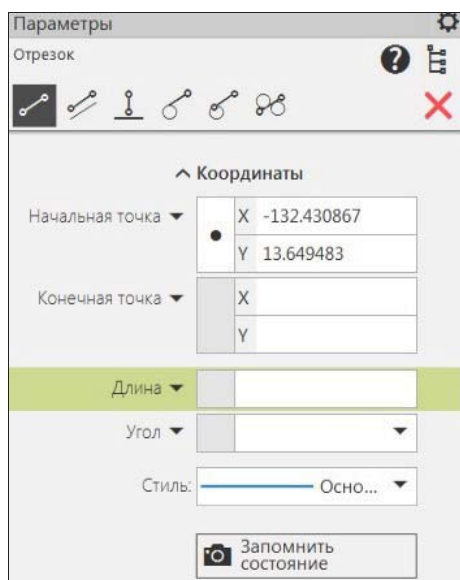 Параметры
Отрезок
?
Координаты
Начальная точка X -132.430867
Y 13.649483
Конечная точка X
Y
Длина
Угол
Стиль: Осно...
Запомнить
состояние